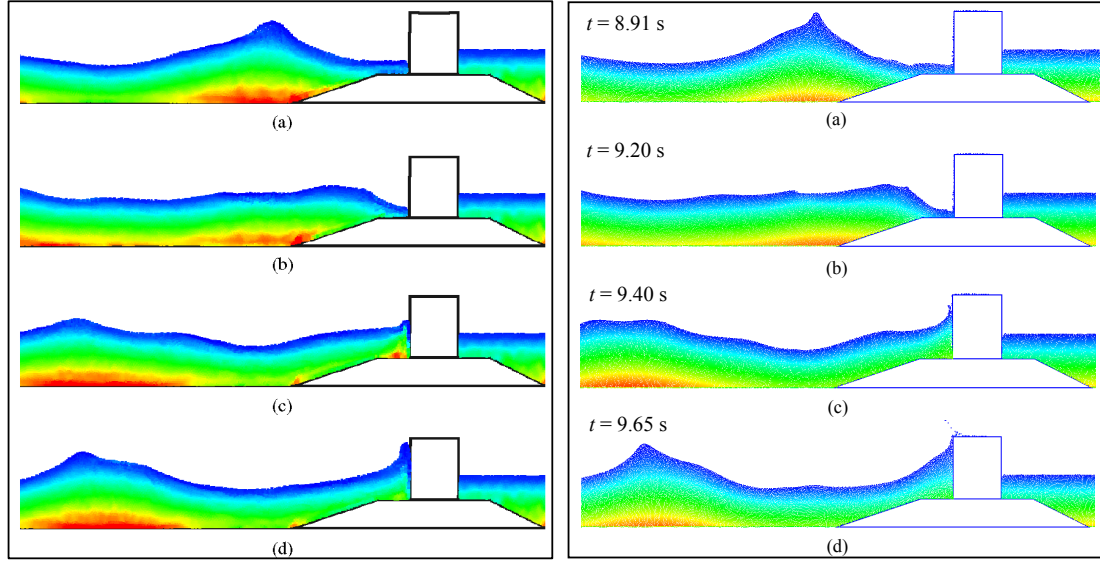 (a)
(b)
(c)
(d)
t = 8.91 s
(a)
t = 9.20 s
(b)
t = 9.40 s
(c)
t = 9.65 s
(d)